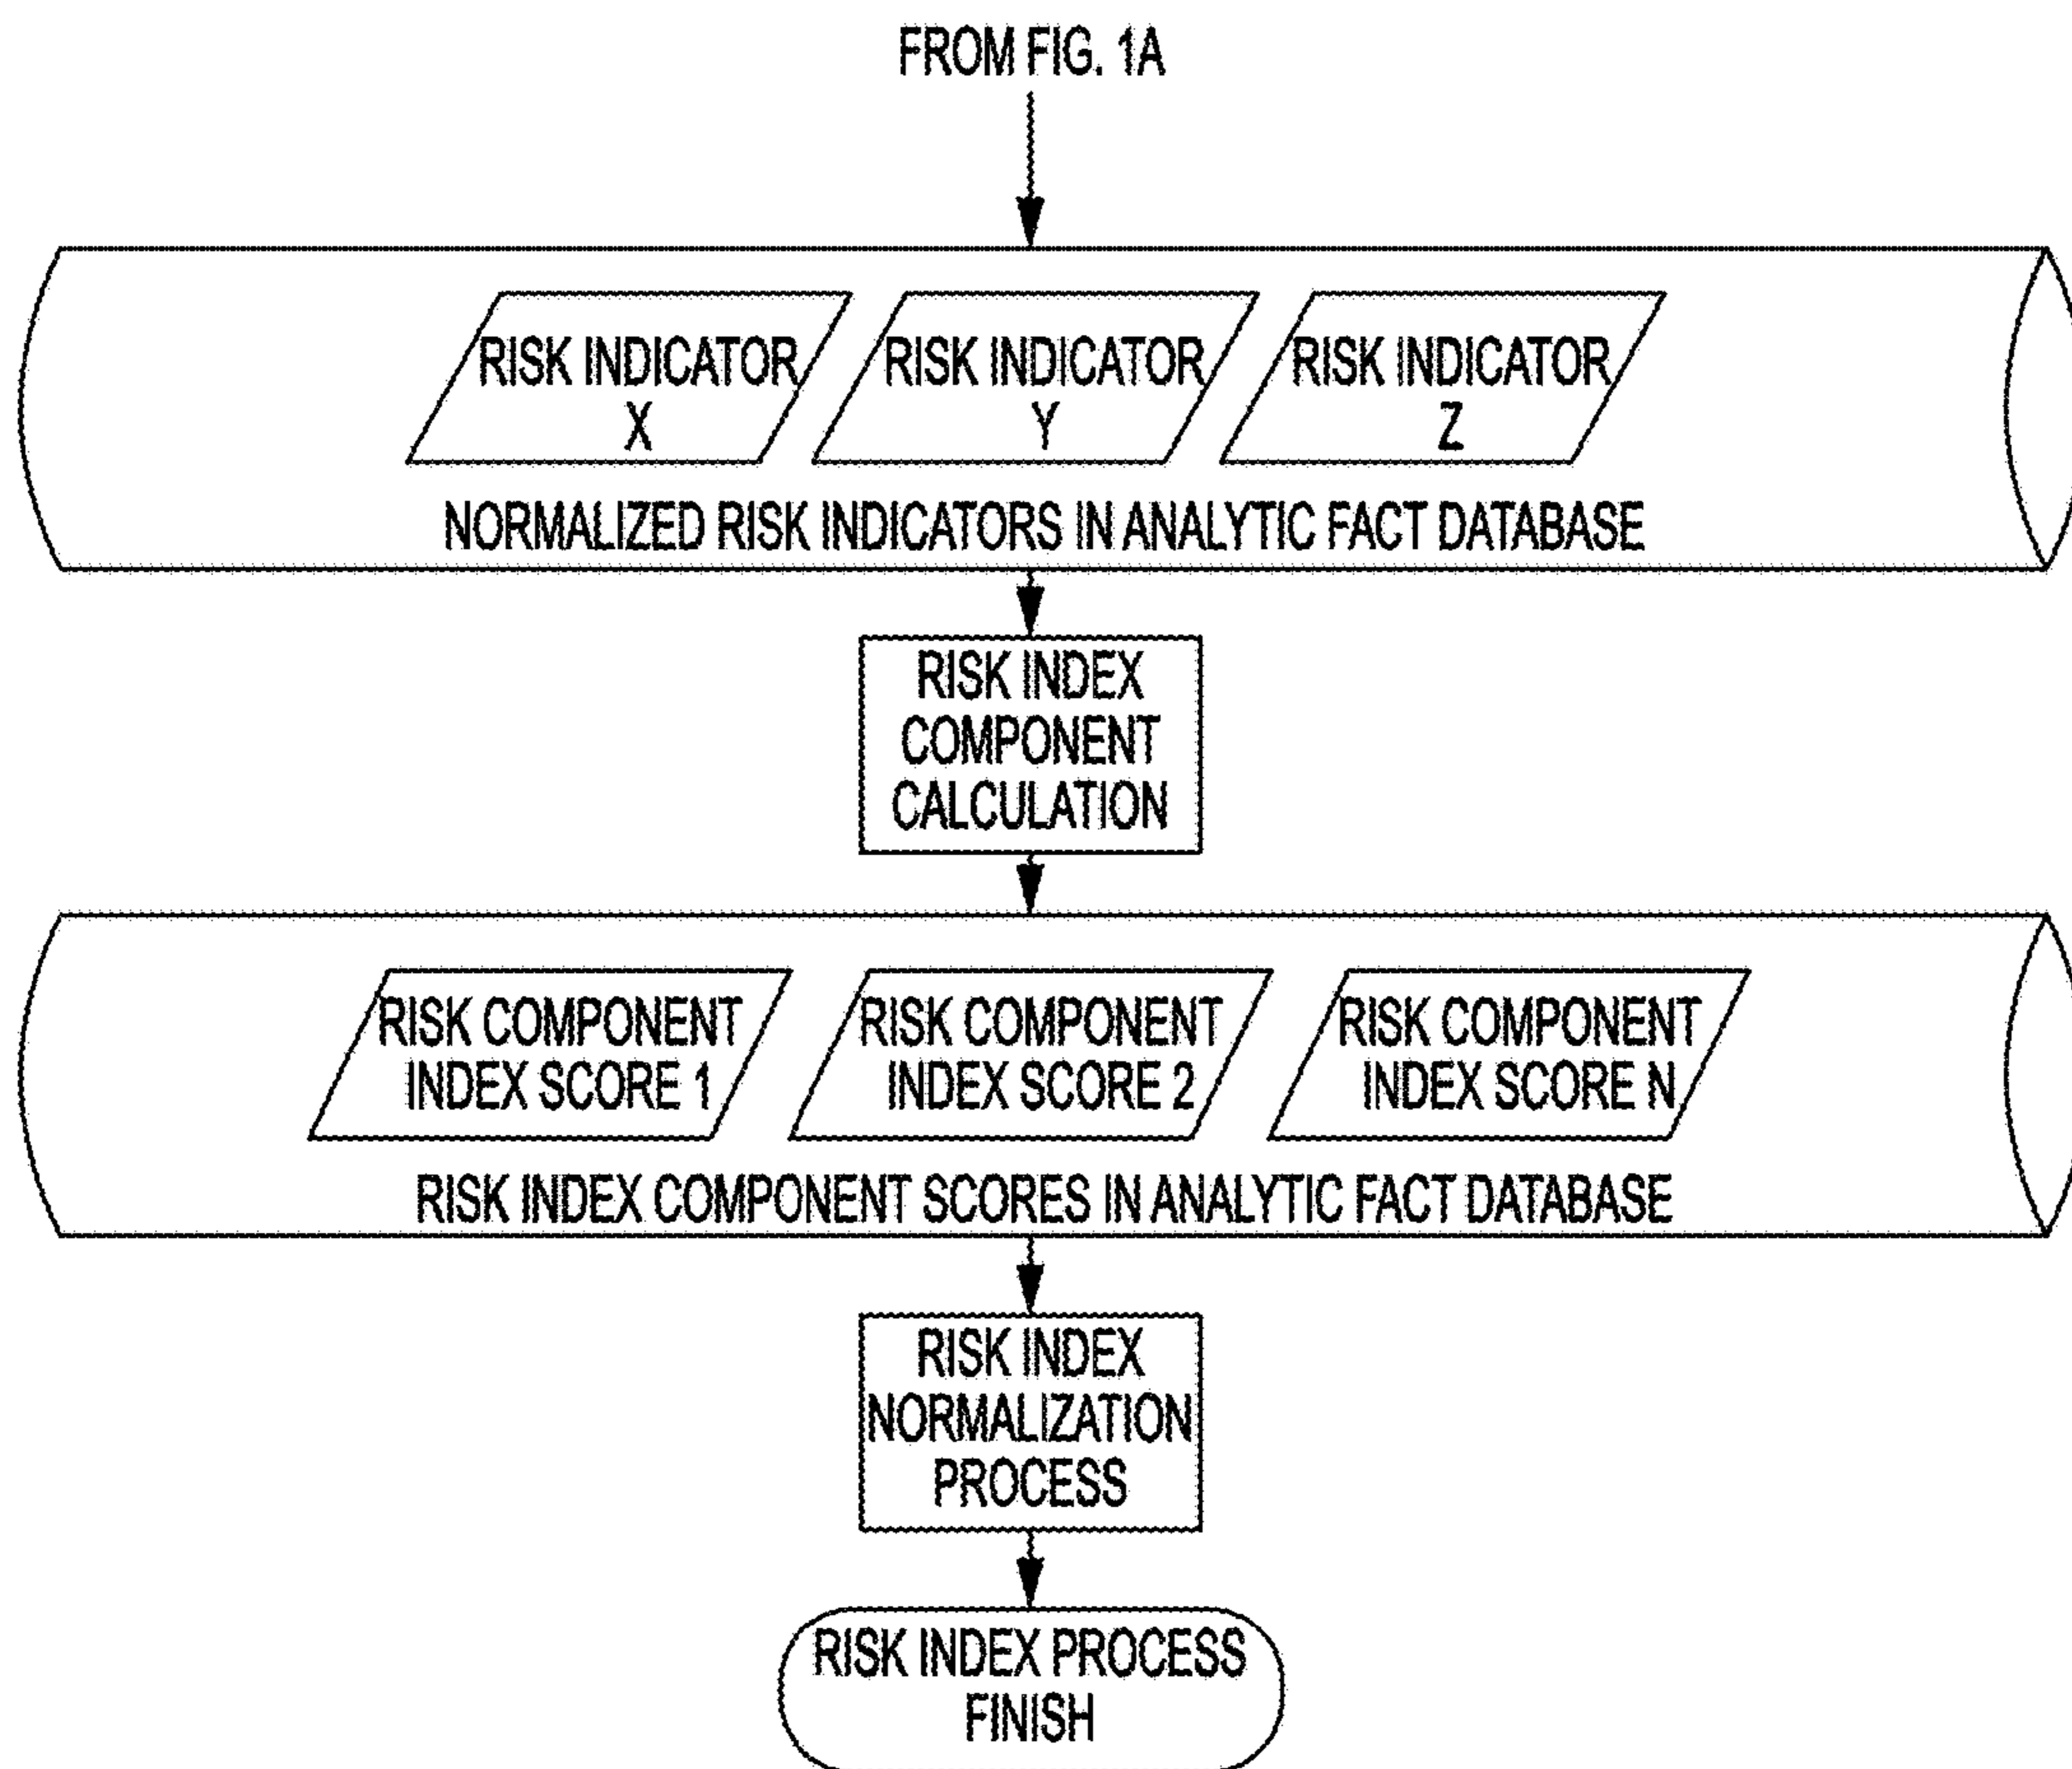 FROM FIG. 1A
RISK INDICATOR
X
RISK INDICATOR
Y
RISK INDICATOR
Z
NORMALIZED RISK INDICATORS IN ANALYTIC FACT DATABASE
RISK INDEX
COMPONENT
CALCULATION
RISK COMPONENT
INDEX SCORE 1
RISK COMPONENT
INDEX SCORE 2
RISK COMPONENT
INDEX SCORE N
RISK INDEX COMPONENT SCORES IN ANALYTIC FACT DATABASE
RISK INDEX
NORMALIZATION
PROCESS
RISK INDEX PROCESS
FINISH